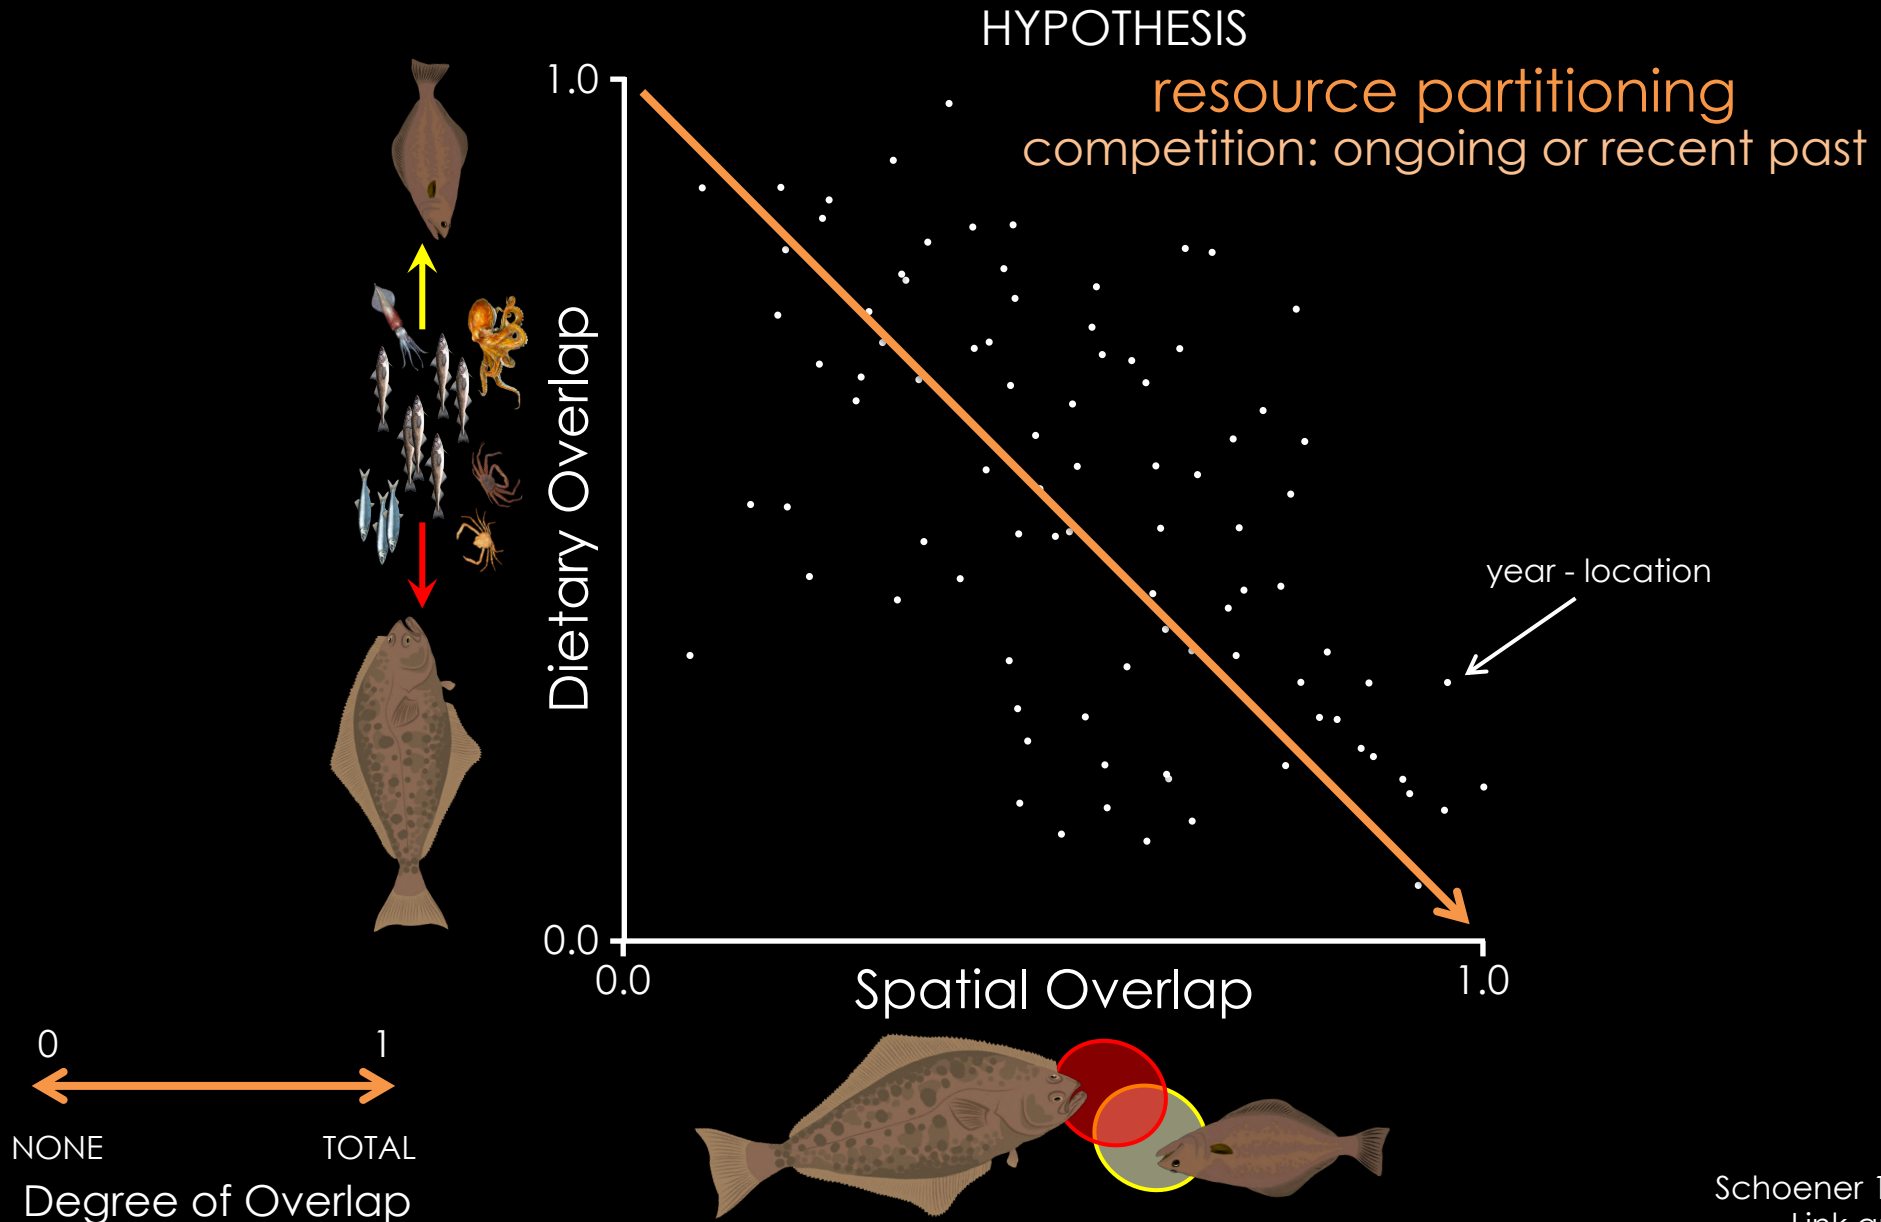 HYPOTHESIS
resource partitioning
competition: ongoing or recent past
1.0
Dietary Overlap
year - location
0.0
0.0
1.0
Spatial Overlap
0 1
NONE TOTAL
Degree of Overlap
Schoener
Link